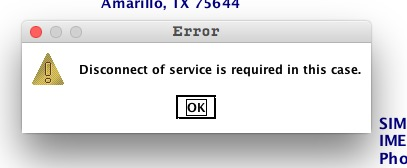 Amarillo, TX 75644
Error
Disconnect of service is required in this case.
OK
SIM
IME
Pho